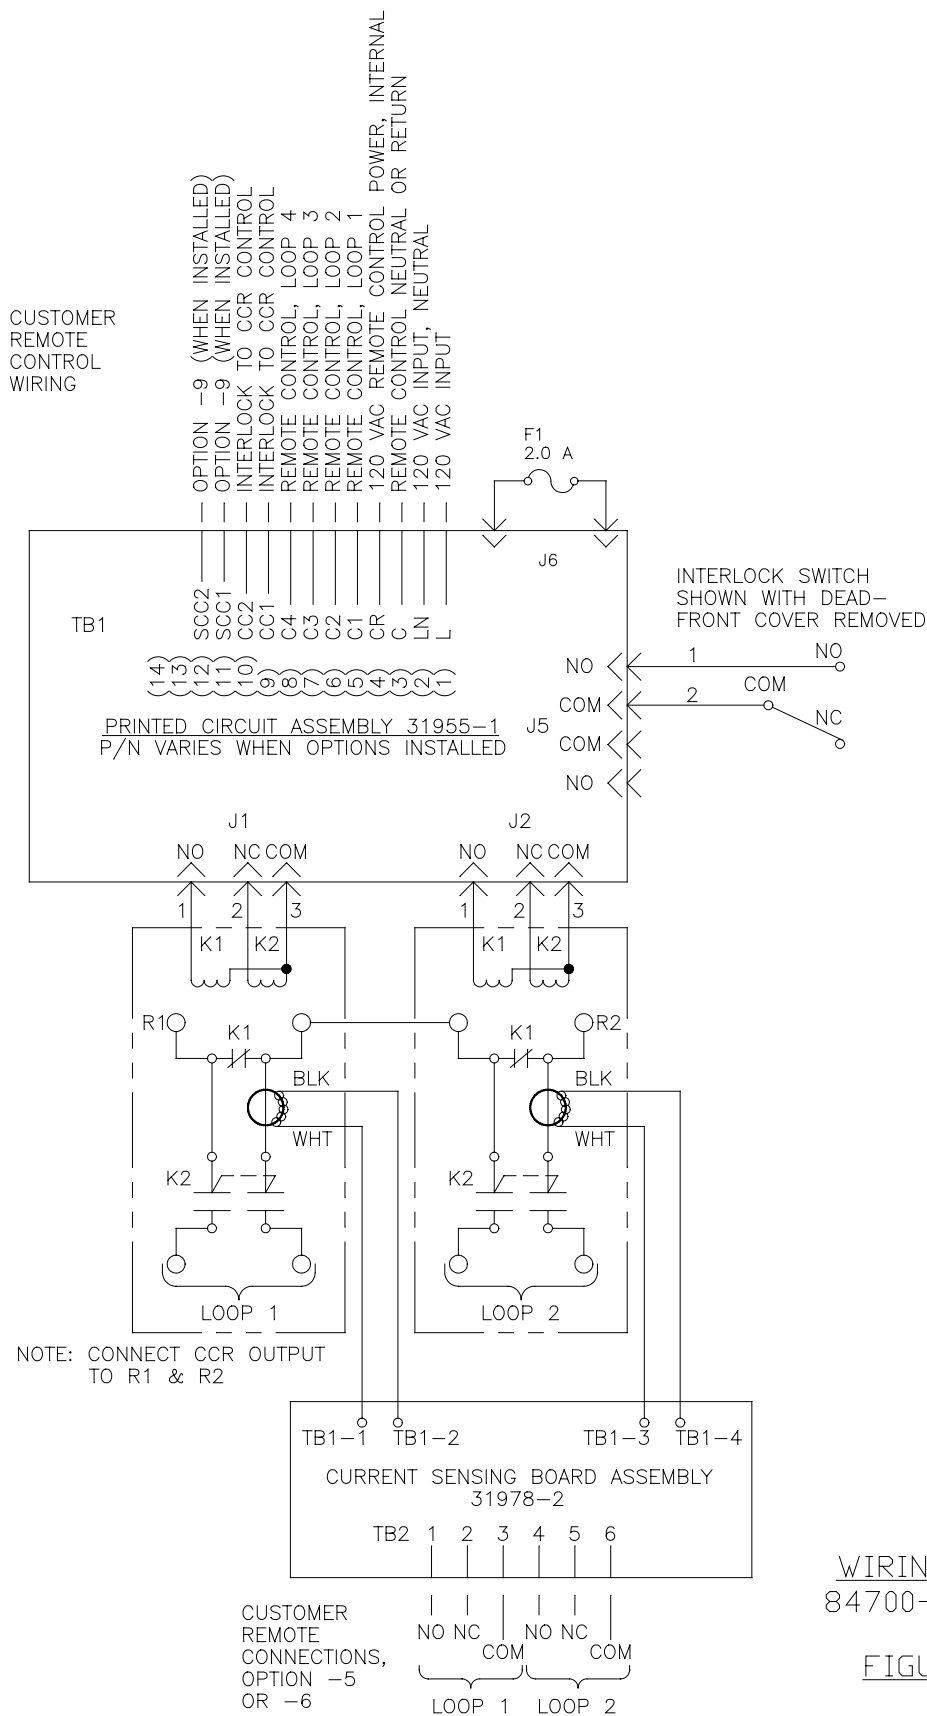 OPTION -9 (WHEN INSTALLED)
OPTION -9 (WHEN INSTALLED)
INTERLOCK TO CCR CONTROL
INTERLOCK TO CCR CONTROL
REMOTE CONTROL, LOOP 4
REMOTE CONTROL, LOOP 3
REMOTE CONTROL, LOOP 2
REMOTE CONTROL, LOOP 1
120 VAC REMOTE CONTROL POWER, INTERNAL
REMOTE CONTROL NEUTRAL OR RETURN
120 VAC INPUT, NEUTRAL
120 VAC INPUT
CUSTOMER
REMOTE
CONTROL
WIRING
F1
2.0 A
J6
TB1
SCC2
SCC1
CC2
CC1
C4
C3
C2
C1
CR
C
LN
L
(14)
(13)
(12)
(11)
(10)
(9)
(8)
(7)
(6)
(5)
(4)
(3)
(2)
(1)
INTERLOCK SWITCH
SHOWN WITH DEAD-
FRONT COVER REMOVED
NO 1 NO
COM 2 COM
NC
J5
COM
NO
PRINTED CIRCUIT ASSEMBLY 31955-1
P/N VARIES WHEN OPTIONS INSTALLED
J1 J2
NO NC COM NO NC COM
1 2 3 1 2 3
K1 K2 K1 K2
R1 K1 K1 R2
BLK BLK
WHT WHT
K2 K2
LOOP 1 LOOP 2
NOTE: CONNECT CCR OUTPUT
TO R1 & R2
TB1-1 TB1-2 TB1-3 TB1-4
CURRENT SENSING BOARD ASSEMBLY
31978-2
TB2 1 2 3 4 5 6
CUSTOMER
REMOTE
CONNECTIONS,
OPTION -5
OR -6
NO NC COM NO NC COM
LOOP 1 LOOP 2
84700-